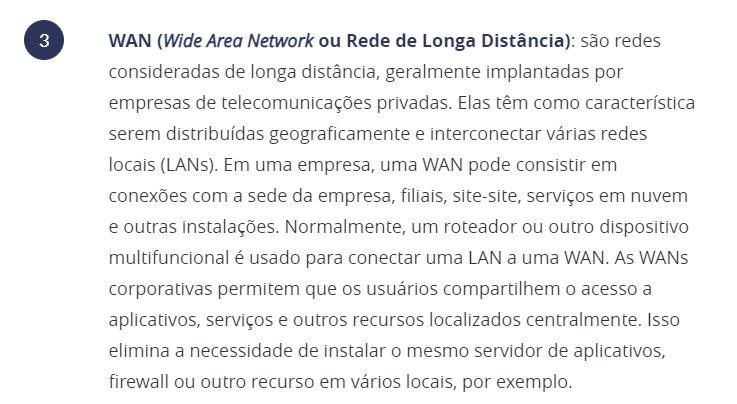 3
WAN (Wide Area Network ou Rede de Longa Distância): são redes
consideradas de longa distância, geralmente implantadas por
empresas de telecomunicações privadas. Elas têm como característica
serem distribuídas geograficamente e interconectar várias redes
locais (LANs). Em uma empresa, uma WAN pode consistir em
conexões com a sede da empresa, filiais, site-site, serviços em nuvem
e outras instalações. Normalmente, um roteador ou outro dispositivo
multifuncional é usado para conectar uma LAN a uma WAN. As WANs
corporativas permitem que os usuários compartilhem o acesso a
aplicativos, serviços e outros recursos localizados centralmente. Isso
elimina a necessidade de instalar o mesmo servidor de aplicativos,
firewall ou outro recurso em vários locais, por exemplo.